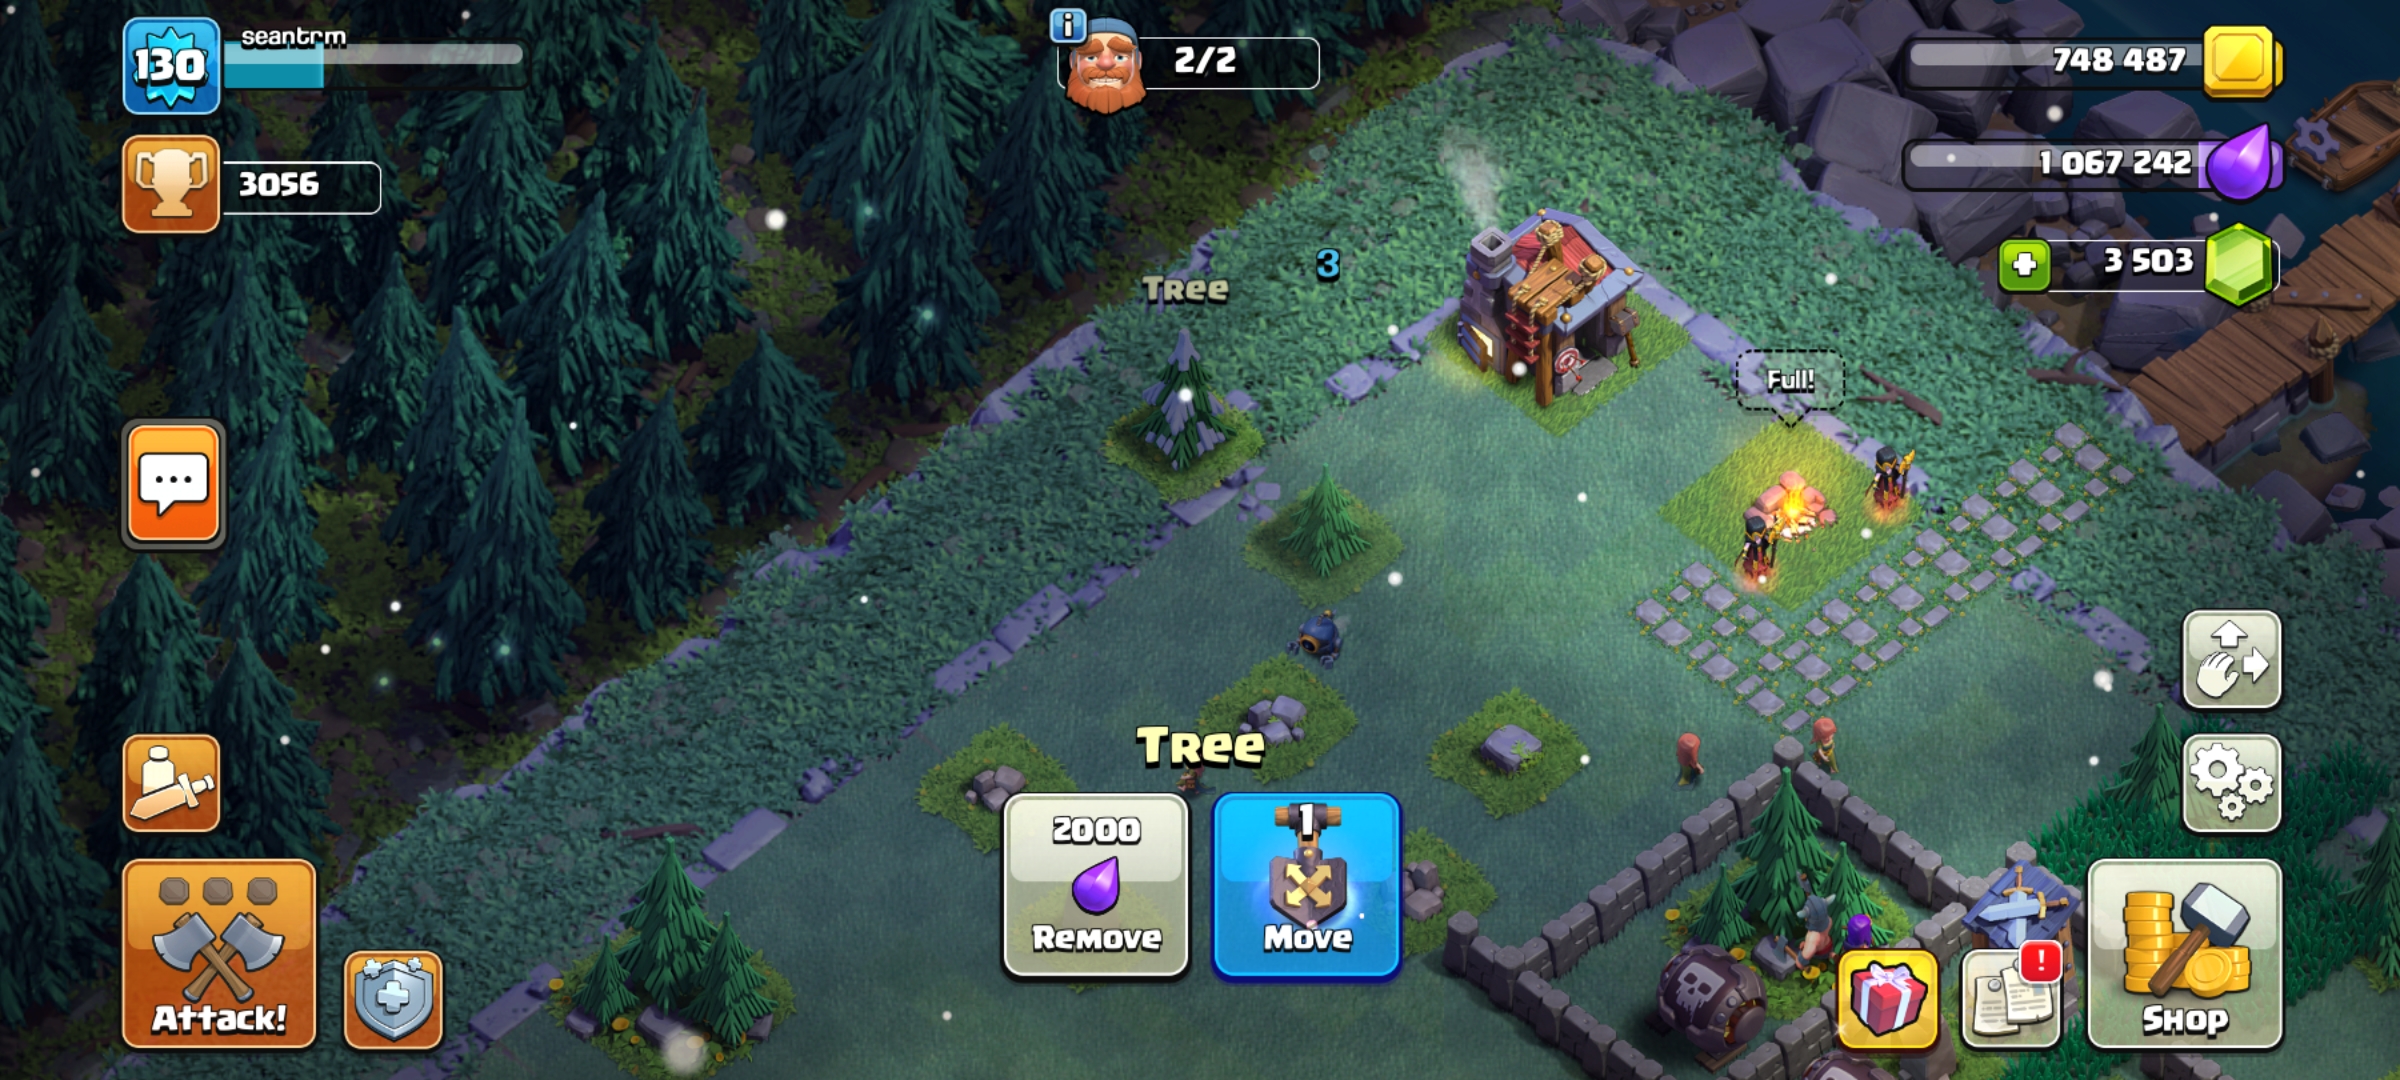 130
seantrm
2/2
748 487
3056
1 067 242
3 503
3
Tree
Full!
Tree
2000
Remove
1
Move
Attack!
!
Shop